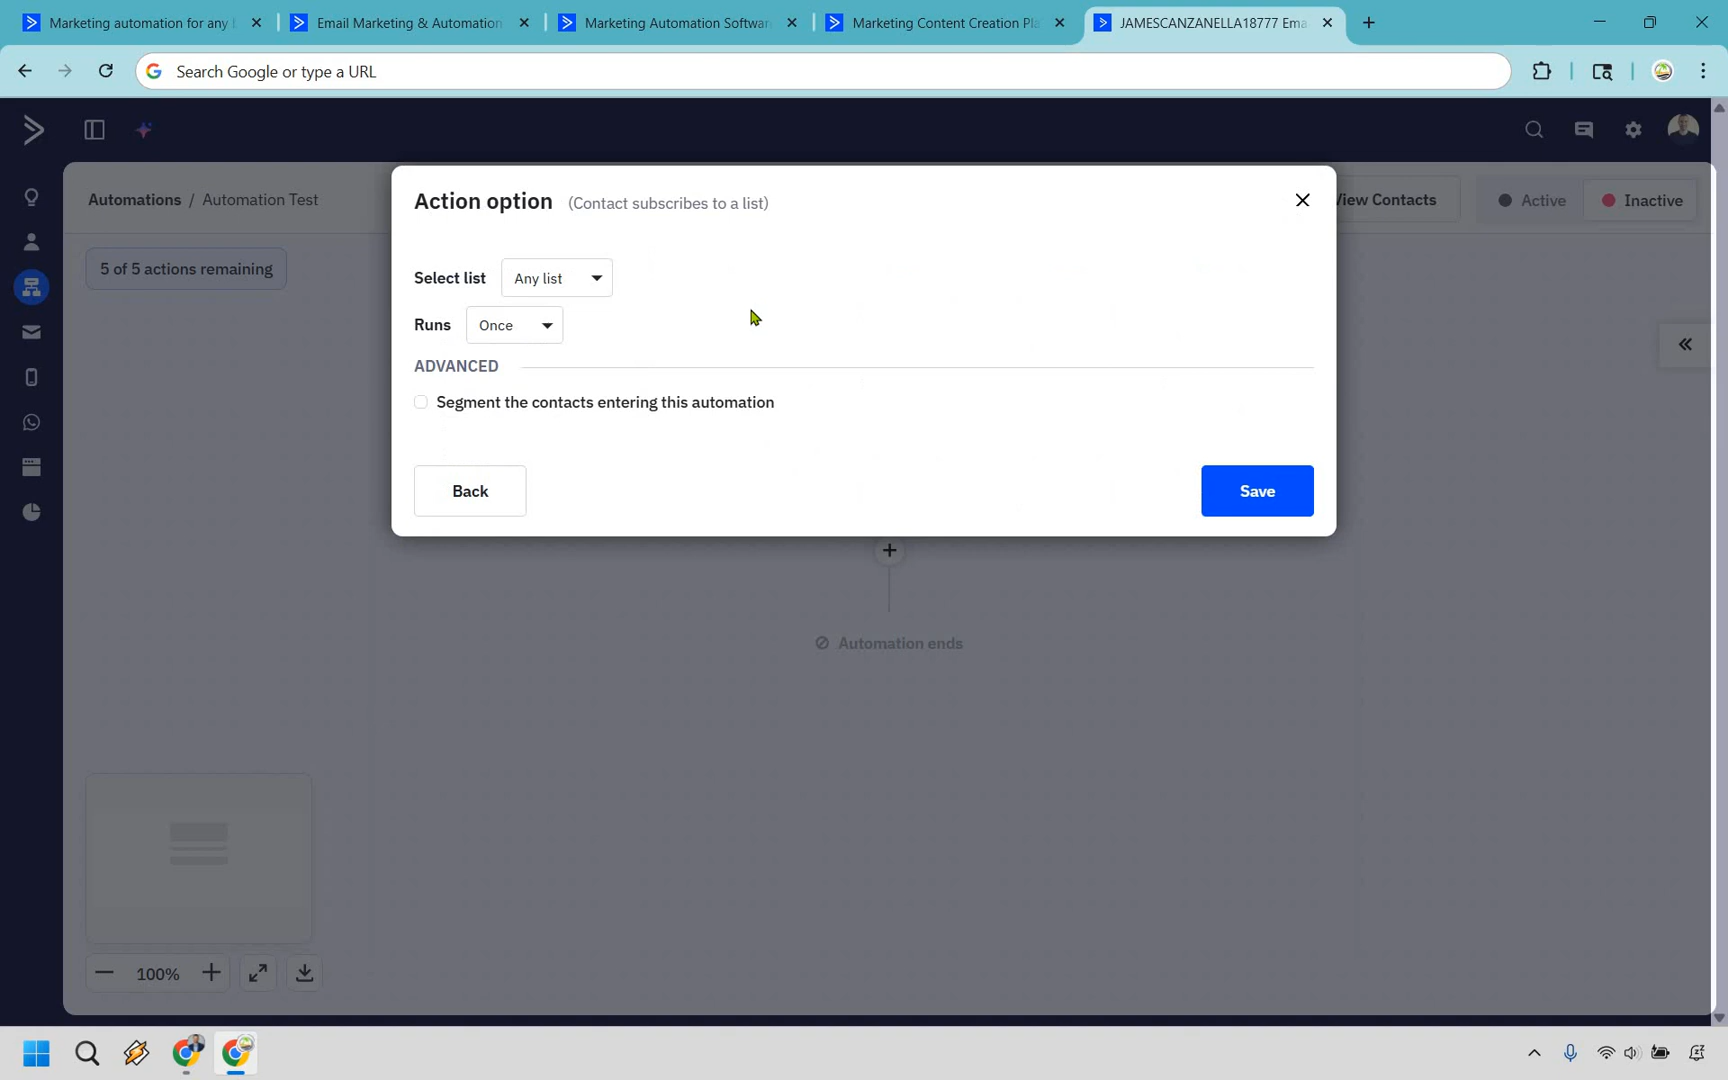 Marketing automation for any
Email Marketing & Automation
Marketing Automation Softwar
Marketing Content Creation Pla
JAMESCANZANELLA18777 Ema
Search Google or type a URL
Automations / Automation Test
View Contacts
Active
Inactive
5 of 5 actions remaining
Action option (Contact subscribes to a list)
Select list Any list
Runs Once
ADVANCED
Segment the contacts entering this automation
Back
Save
Automation ends
100%